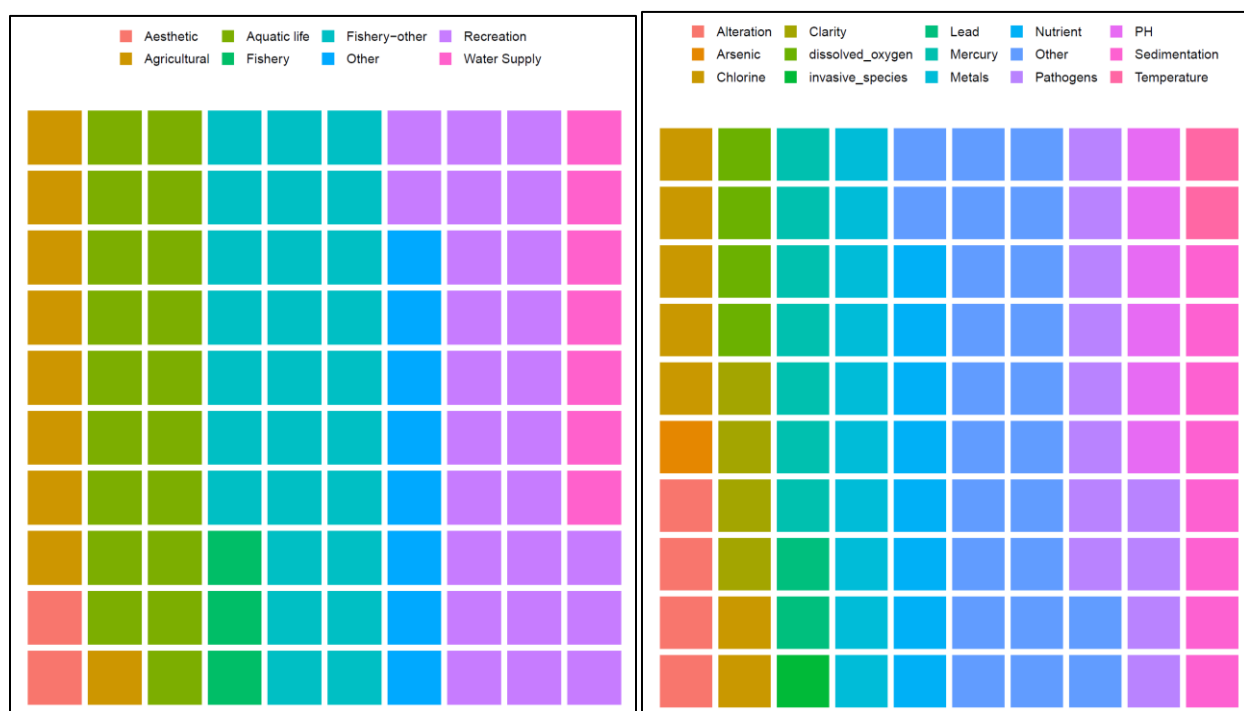 Aesthetic Aquatic life Fishery−other Recreation
Agricultural Fishery Other Water Supply
Alteration Clarity Lead Nutrient PH
Arsenic dissolved_oxygen Mercury Other Sedimentation
Chlorine invasive_species Metals Pathogens Temperature